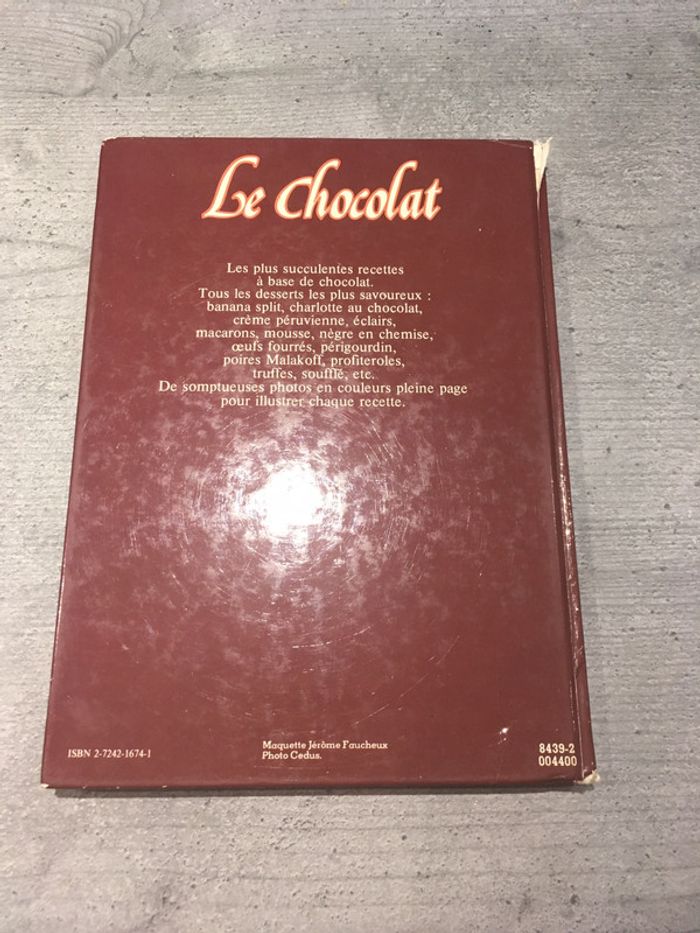 Le Chocolat
Les plus succulentes recettes
à base de chocolat.
Tous les desserts les plus savoureux :
banana split, charlotte au chocolat,
crème péruvienne, éclairs,
macarons, mousse, nègre en chemise,
œufs fourrés, périgourdin,
poires Malakoff, profiteroles,
truffes, soufflé, etc.
De somptueuses photos en couleurs pleine page
pour illustrer chaque recette.
ISBN 2-7242-1674-1
Maquette Jérôme Faucheux
Photo Cedus.
8439-2
004400